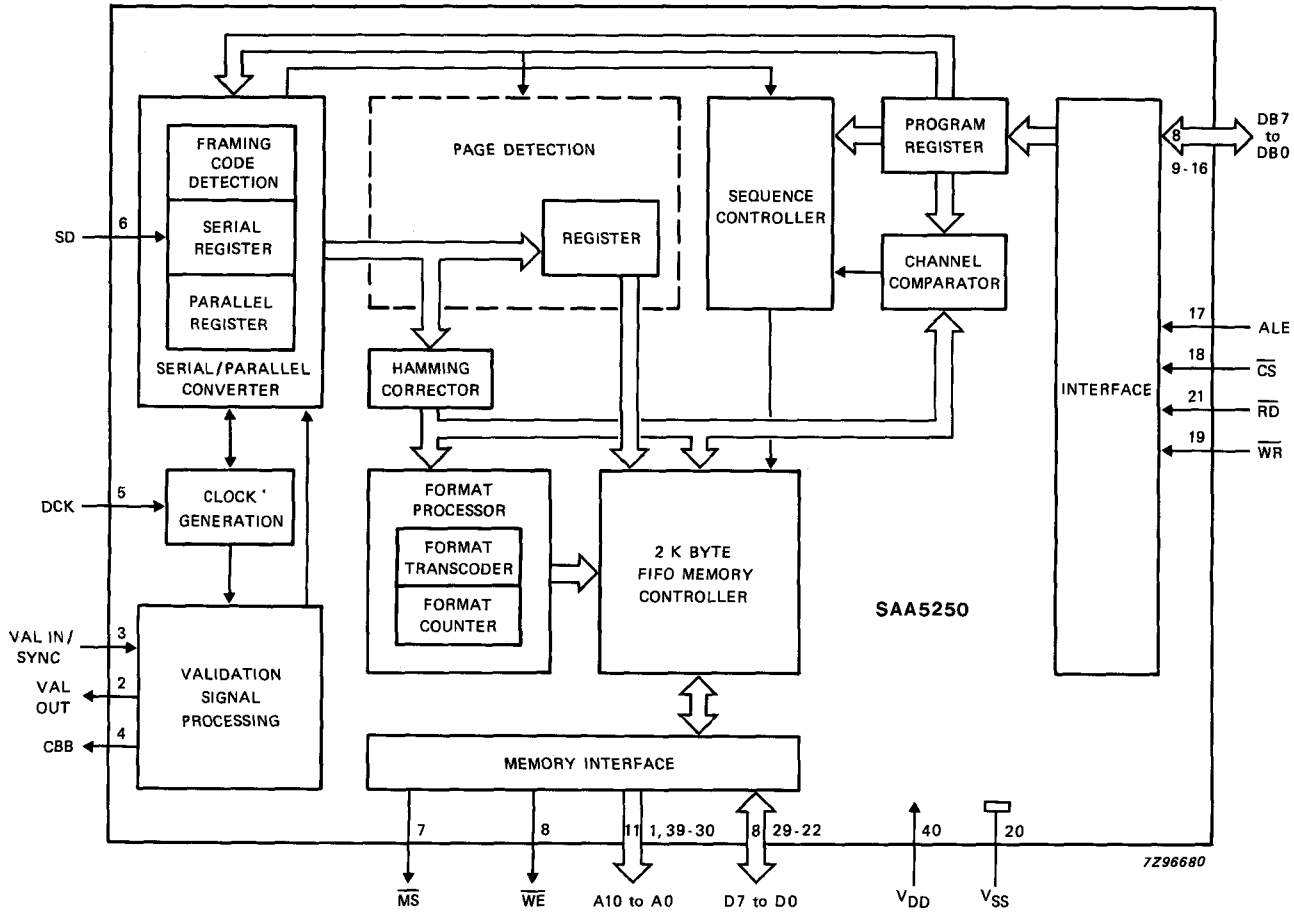 FRAMING
CODE
DETECTION
SERIAL
REGISTER
PARALLEL
REGISTER
SERIAL/PARALLEL
CONVERTER
PAGE DETECTION
REGISTER
SEQUENCE
CONTROLLER
PROGRAM
REGISTER
CHANNEL
COMPARATOR
INTERFACE
8
9-16
DB7
to
DB0
6
SD
17
ALE
18
CS
21
RD
19
WR
HAMMING
CORRECTOR
5
DCK
CLOCK
GENERATION
FORMAT
PROCESSOR
FORMAT
TRANSCODER
FORMAT
COUNTER
2 K BYTE
FIFO MEMORY
CONTROLLER
SAA5250
VAL IN/
SYNC
3
VAL
OUT
2
CBB
4
VALIDATION
SIGNAL
PROCESSING
MEMORY INTERFACE
7
8
11 1, 39-30
8 29-22
40
20
7Z96680
MS
WE
A10 to A0
D7 to D0
VDD
VSS